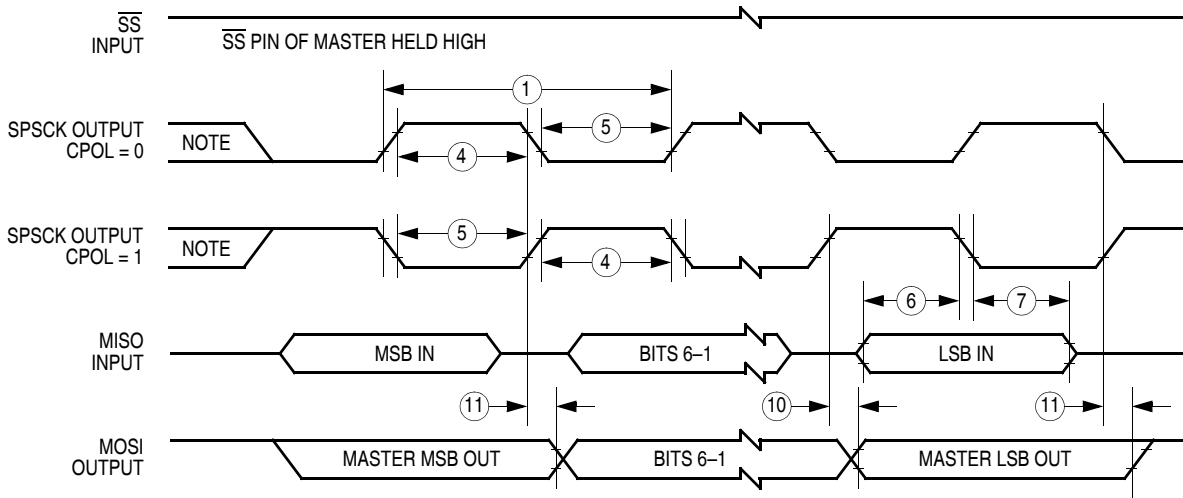 SS
INPUT
SS PIN OF MASTER HELD HIGH
1
SPSCK OUTPUT
CPOL = 0
NOTE
5
4
SPSCK OUTPUT
CPOL = 1
NOTE
5
4
6
7
MISO
INPUT
MSB IN
BITS 6–1
LSB IN
11
10
11
MOSI
OUTPUT
MASTER MSB OUT
BITS 6–1
MASTER LSB OUT